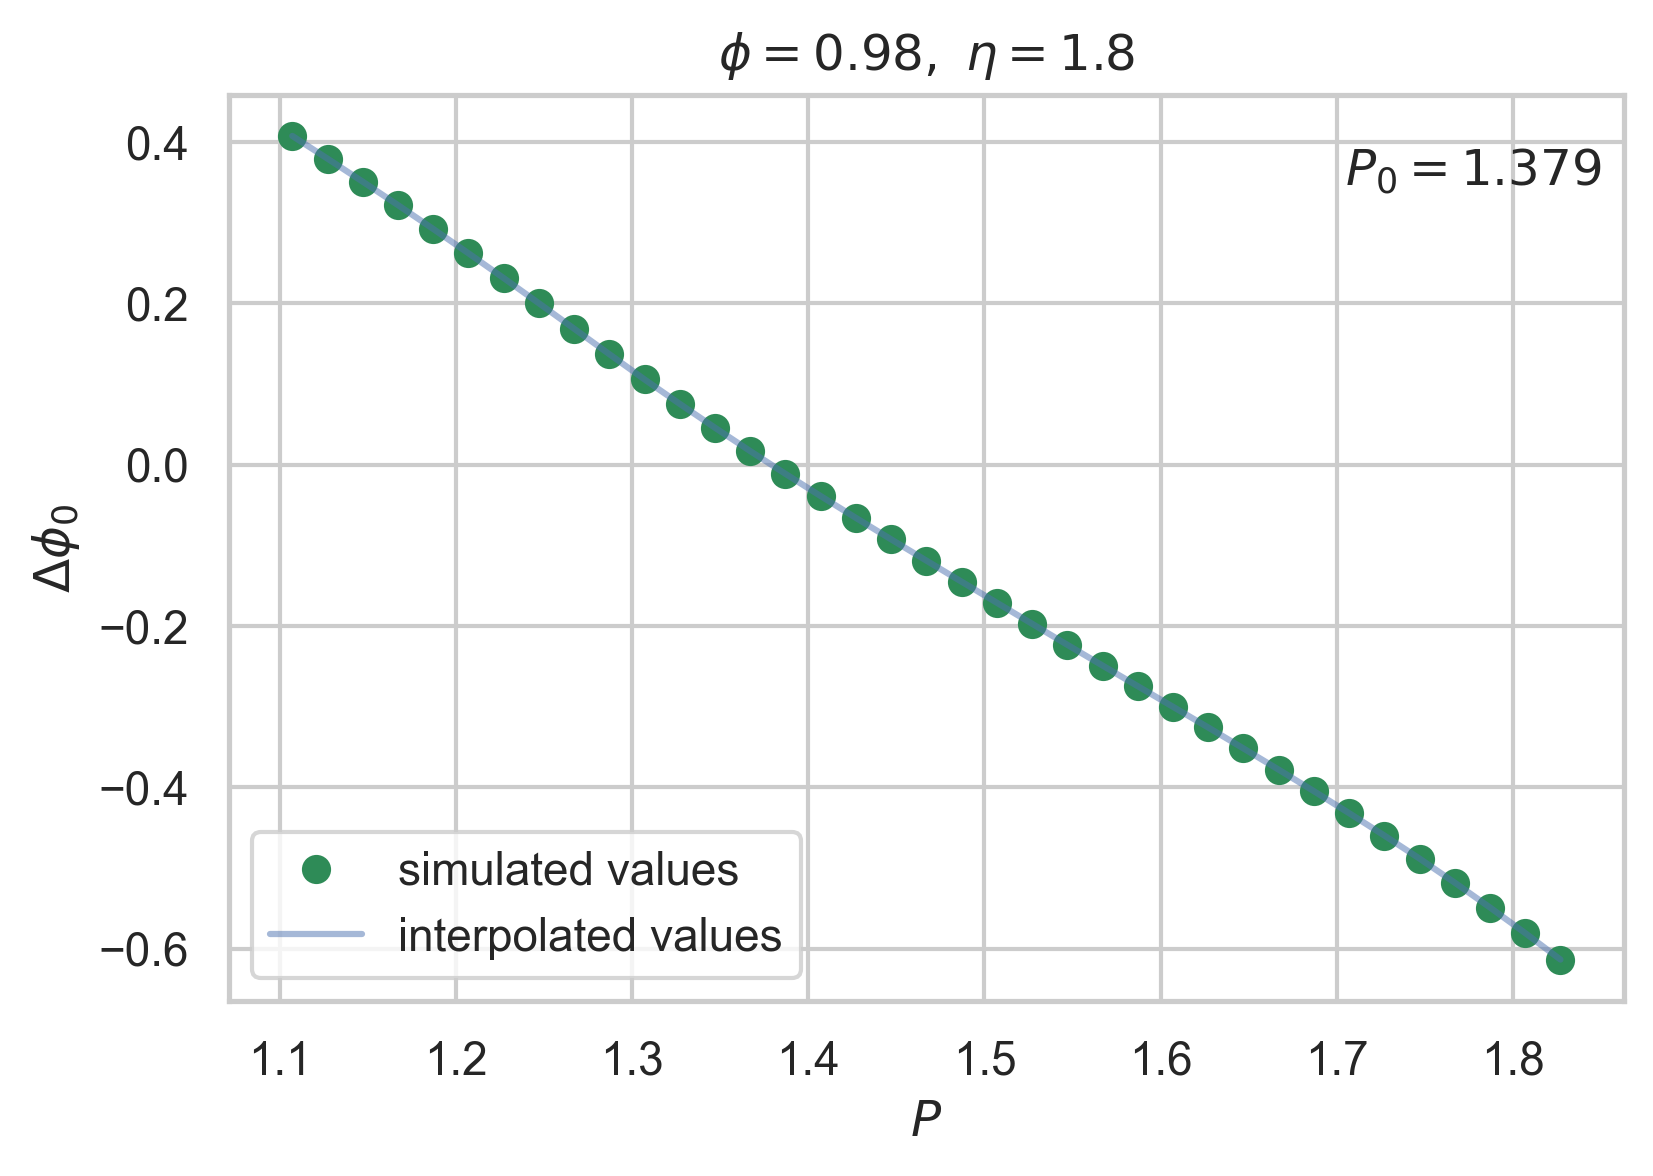 ϕ = 0.98, η = 1.8
P₀ = 1.379
0.4
0.2
0.0
−0.2
−0.4
−0.6
Δϕ₀
simulated values
interpolated values
1.1 1.2 1.3 1.4 1.5 1.6 1.7 1.8
P